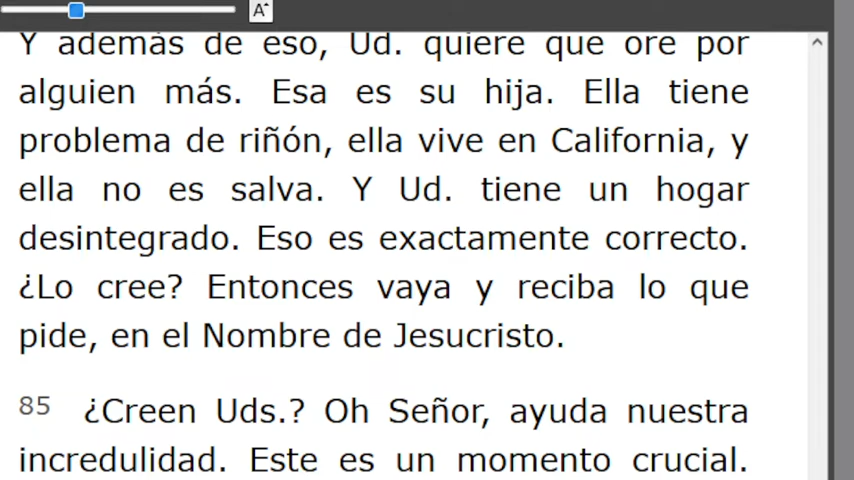 A
Y además de eso, Ud. quiere que ore por
alguien más. Esa es su hija. Ella tiene
problema de riñón, ella vive en California, y
ella no es salva. Y Ud. tiene un hogar
desintegrado. Eso es exactamente correcto.
¿Lo cree? Entonces vaya y reciba lo que
pide, en el Nombre de Jesucristo.
85 ¿Creen Uds.? Oh Señor, ayuda nuestra
incredulidad. Este es un momento crucial.